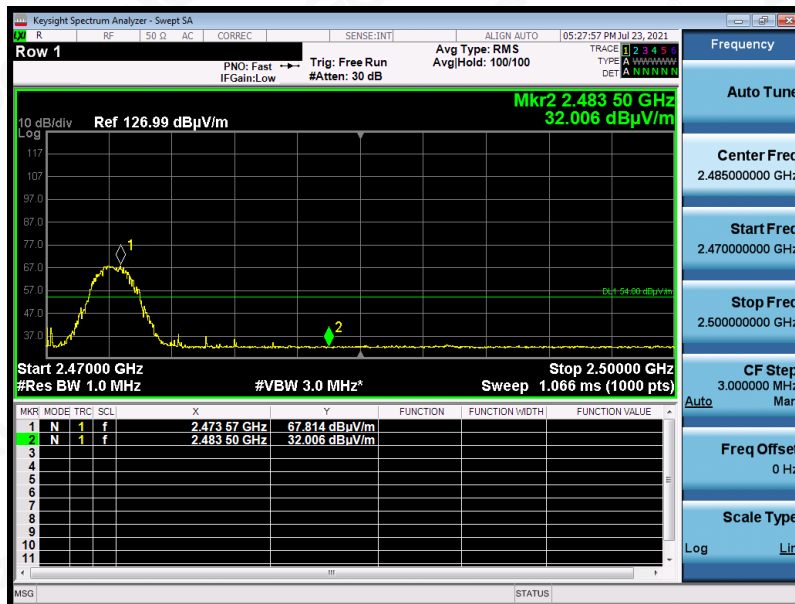 Keysight Spectrum Analyzer - Swept SA
LXI R RF 50 Ω AC CORREC SENSE:INT ALIGN AUTO 05:27:57 PM Jul 23, 2021
Row 1
PNO: Fast Trig: Free Run Avg Type: RMS TRACE 1 2 3 4 5 6
IFGain:Low #Atten: 30 dB Avg|Hold: 100/100 TYPE A WWWWW
DET A N N N N N
Mkr2 2.483 50 GHz
10 dB/div Ref 126.99 dBµV/m 32.006 dBµV/m
Log
117
107
97.0
87.0
77.0
1
67.0
57.0
DL1 54.00 dBµV/m
47.0
2
37.0
Start 2.47000 GHz Stop 2.50000 GHz
#Res BW 1.0 MHz #VBW 3.0 MHz* Sweep 1.066 ms (1000 pts)
MKR MODE TRC SCL X Y FUNCTION FUNCTION WIDTH FUNCTION VALUE
1 N 1 f 2.473 57 GHz 67.814 dBµV/m
2 N 1 f 2.483 50 GHz 32.006 dBµV/m
3
4
5
6
7
8
9
10
11
MSG STATUS
Frequency
Auto Tune
Center Freq
2.485000000 GHz
Start Freq
2.470000000 GHz
Stop Freq
2.500000000 GHz
CF Step
3.000000 MHz
Auto Man
Freq Offset
0 Hz
Scale Type
Log Lin